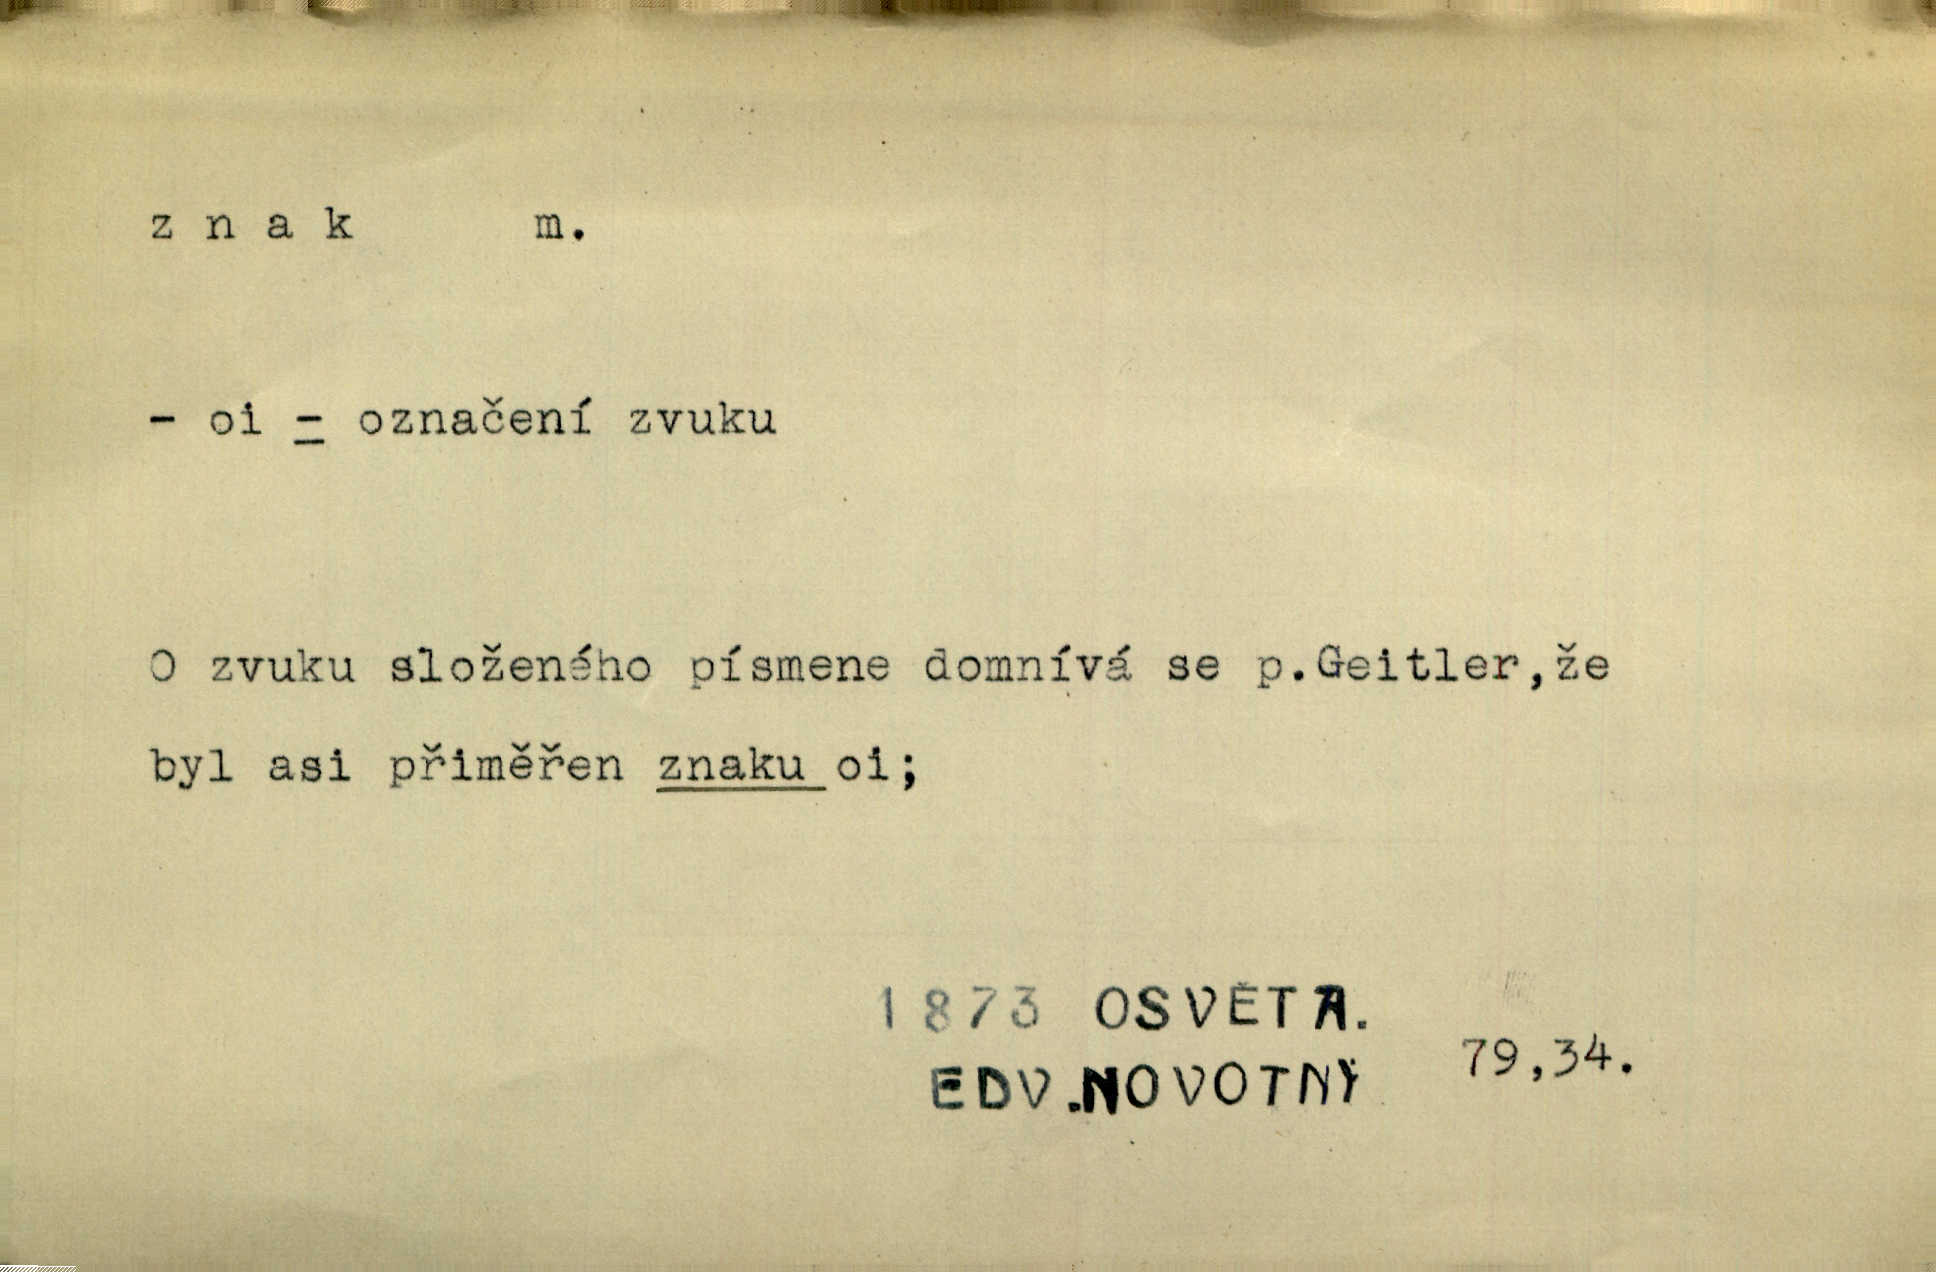 z n a k m.
- oi = označení zvuku
O zvuku složeného písmene domnívá se p.Geitler,že
byl asi přiměřen znaku oi;
1873 OSVĚTA.
79,34.
EDV.NOVOTNÝ